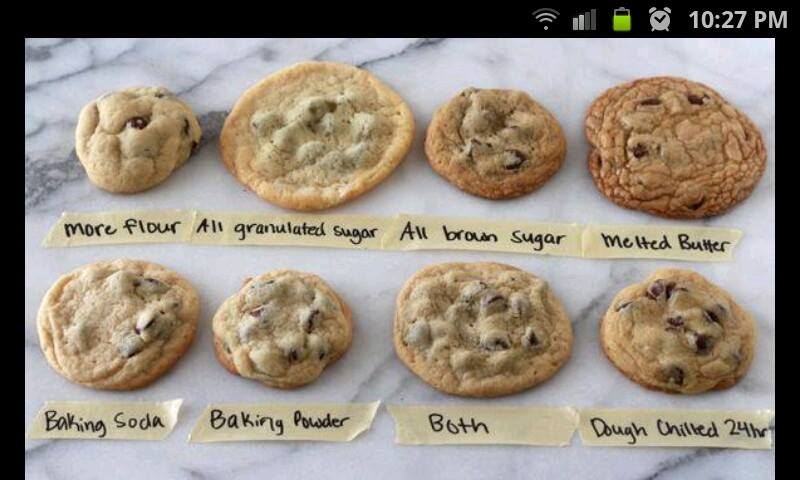 10:27 PM
More flour All granulated sugar All brown sugar Melted Butter
Baking Soda Baking Powder Both Dough Chilled 24hr